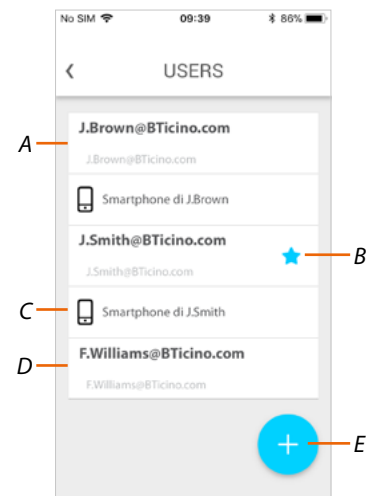 No SIM 09:39 86%
USERS
J.Brown@BTicino.com
A
J.Brown@BTicino.com
Smartphone di J.Brown
J.Smith@BTicino.com
B
J.Smith@BTicino.com
C
Smartphone di J.Smith
F.Williams@BTicino.com
D
F.Williams@BTicino.com
E